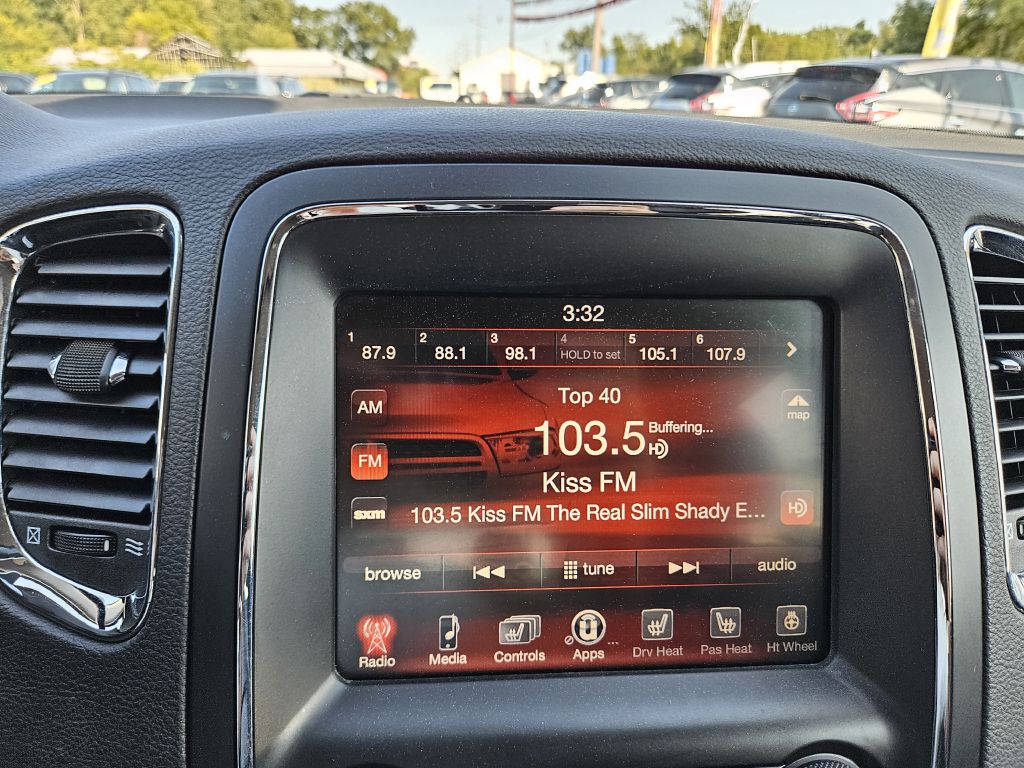 3:32
1 87.9 2 88.1 3 98.1 4 HOLD to set 5 105.1 6 107.9
Top 40
AM
map
103.5 Buffering...
HD
FM
Kiss FM
sxm 103.5 Kiss FM The Real Slim Shady E... HD
browse tune audio
Radio Media Controls Apps ... Drv Heat Pas Heat Ht Wheel